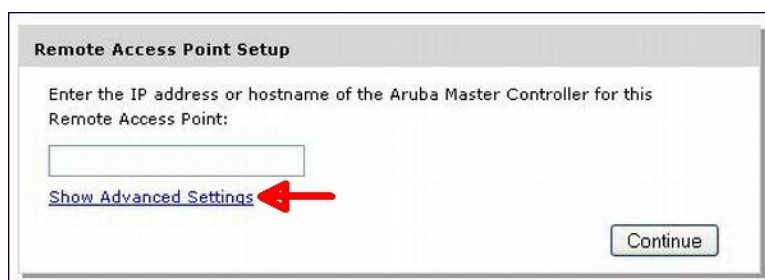 Remote Access Point Setup
Enter the IP address or hostname of the Aruba Master Controller for this
Remote Access Point:
Show Advanced Settings
Continue